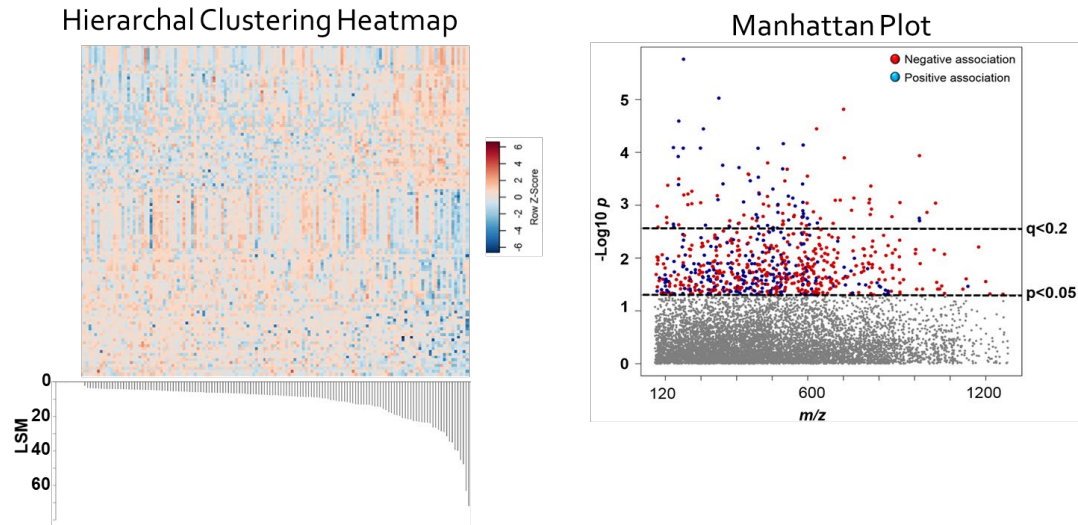 Hierarchal Clustering Heatmap
6
4
2
0
-2
-4
-6
Row Z-Score
0
20
40
60
LSM
Manhattan Plot
Negative association
Positive association
5
4
3
2
1
0
-Log10 p
q<0.2
p<0.05
120
600
1200
m/z